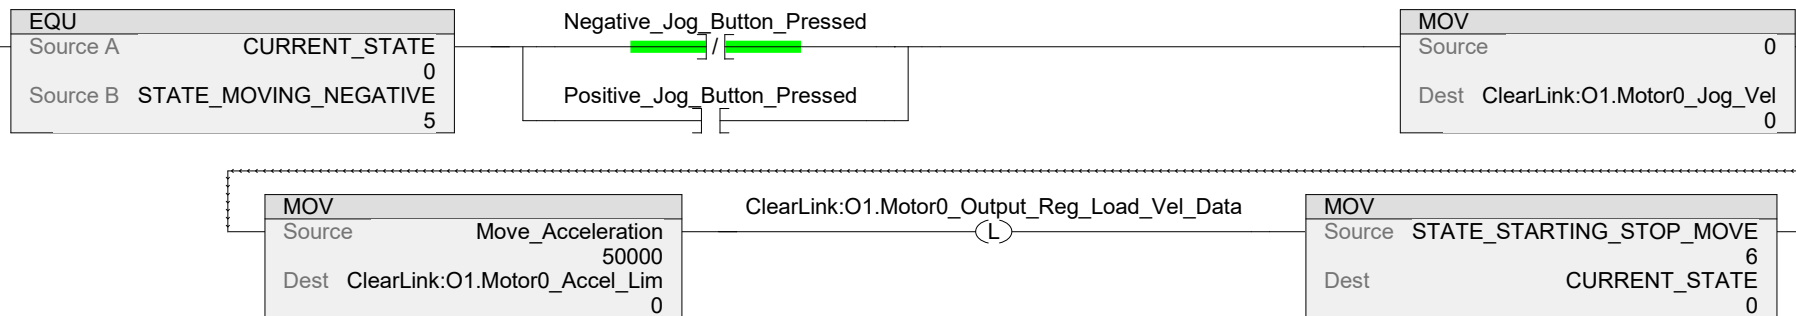 EQU
Source A CURRENT_STATE
0
Source B STATE_MOVING_NEGATIVE
5
Negative_Jog_Button_Pressed
/
Positive_Jog_Button_Pressed
MOV
Source 0
Dest ClearLink:O1.Motor0_Jog_Vel
0
MOV
Source Move_Acceleration
50000
Dest ClearLink:O1.Motor0_Accel_Lim
0
ClearLink:O1.Motor0_Output_Reg_Load_Vel_Data
L
MOV
Source STATE_STARTING_STOP_MOVE
6
Dest CURRENT_STATE
0